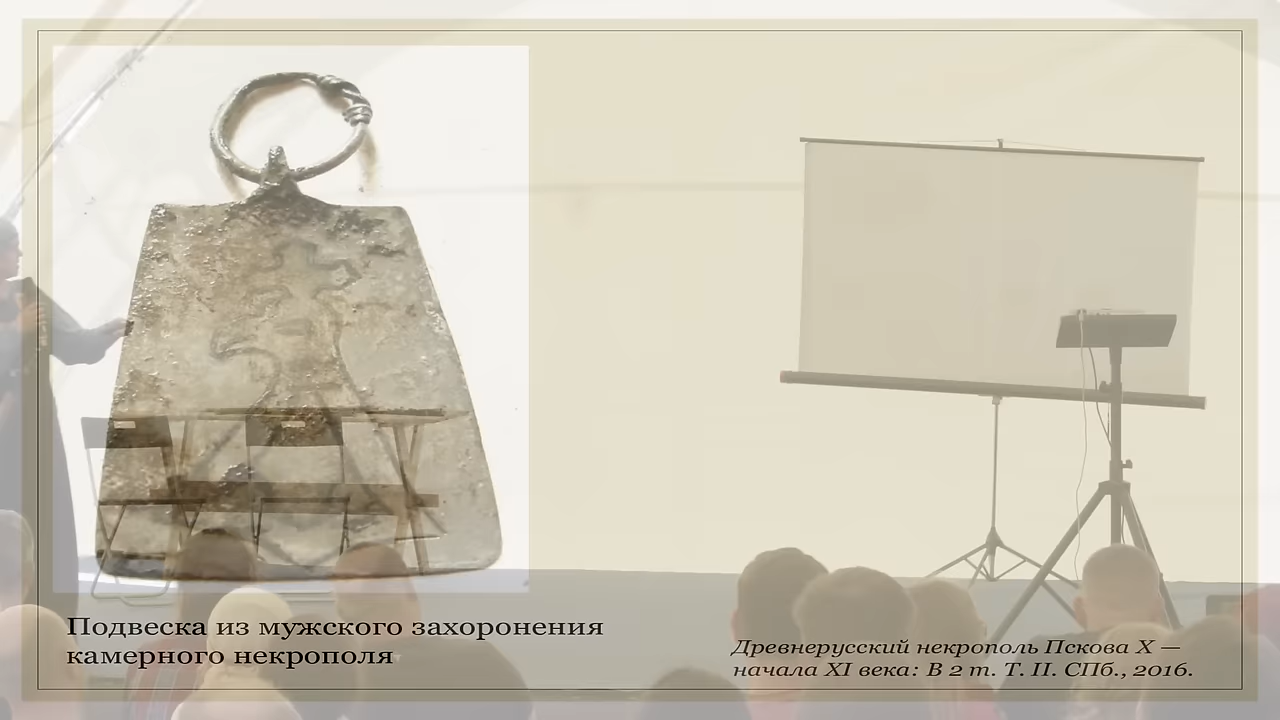 Подвеска из мужского захоронения
камерного некрополя
Древнерусский некрополь Пскова X —
начала XI века: В 2 т. Т. II. СПб., 2016.